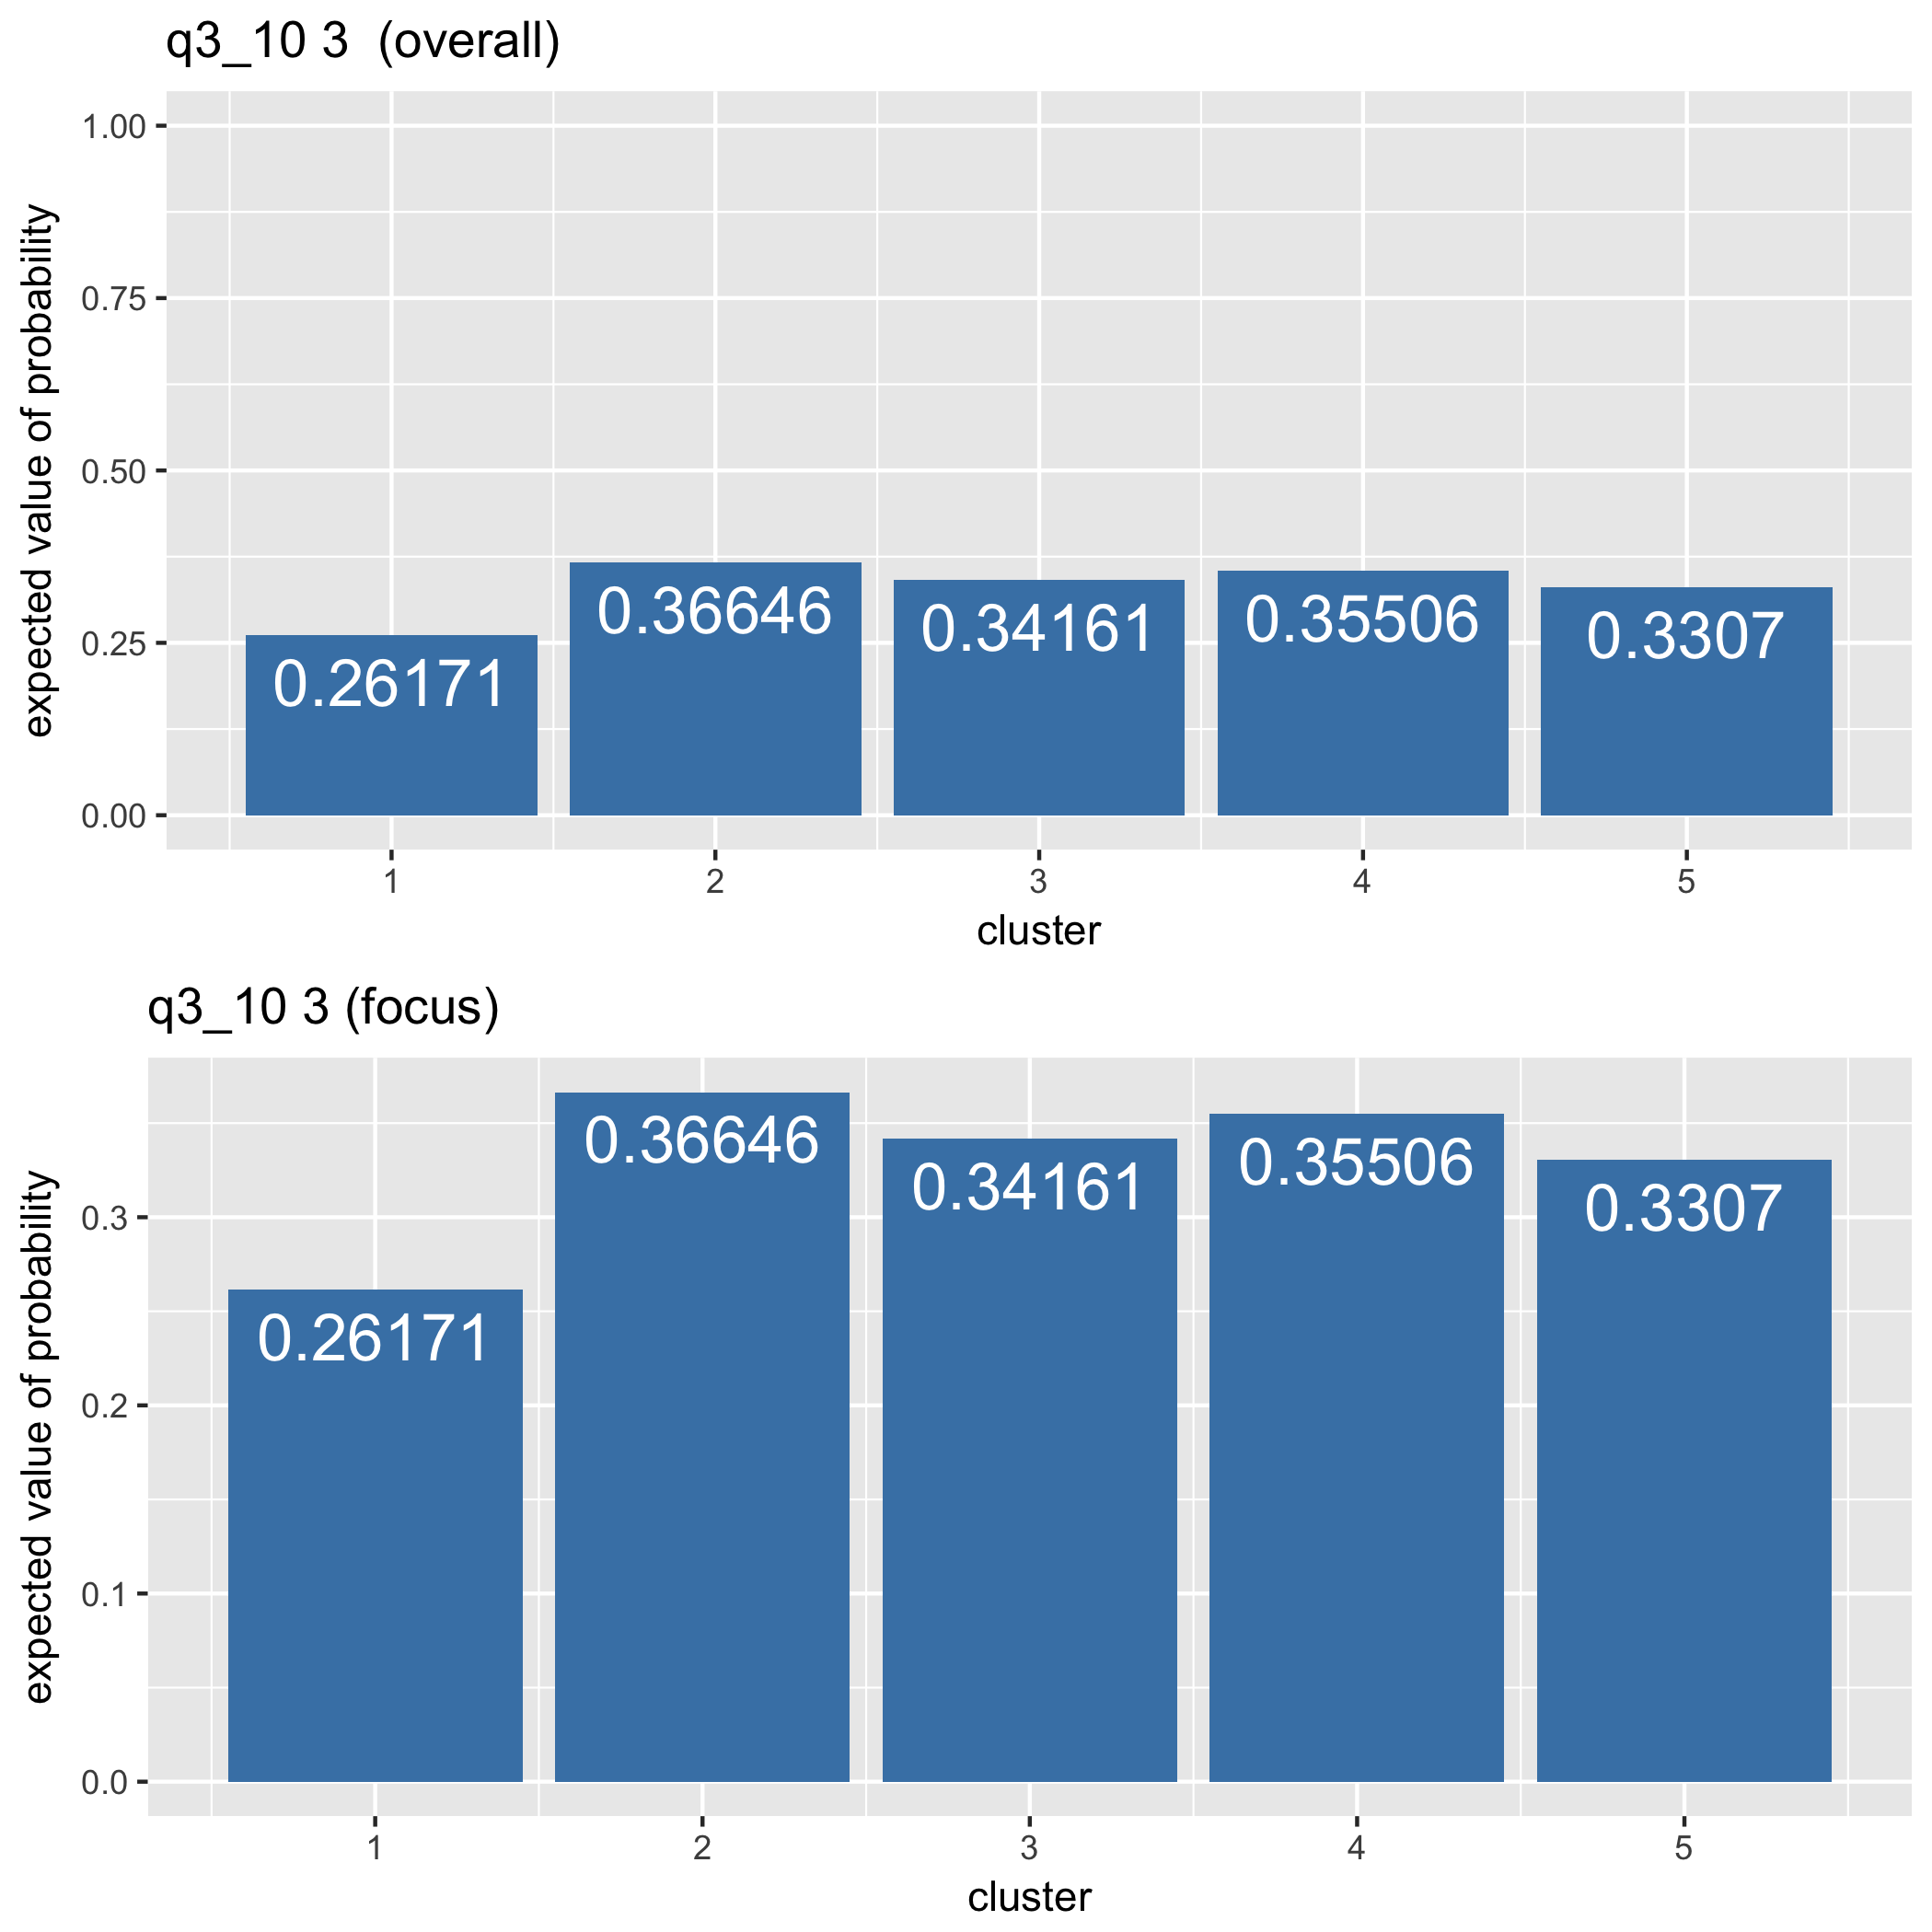 q3_10 3  (overall)
expected value of probability
1.00
0.75
0.50
0.25
0.00
0.26171
0.36646
0.34161
0.35506
0.3307
1 2 3 4 5
cluster
q3_10 3 (focus)
expected value of probability
0.3
0.2
0.1
0.0
0.26171
0.36646
0.34161
0.35506
0.3307
1 2 3 4 5
cluster